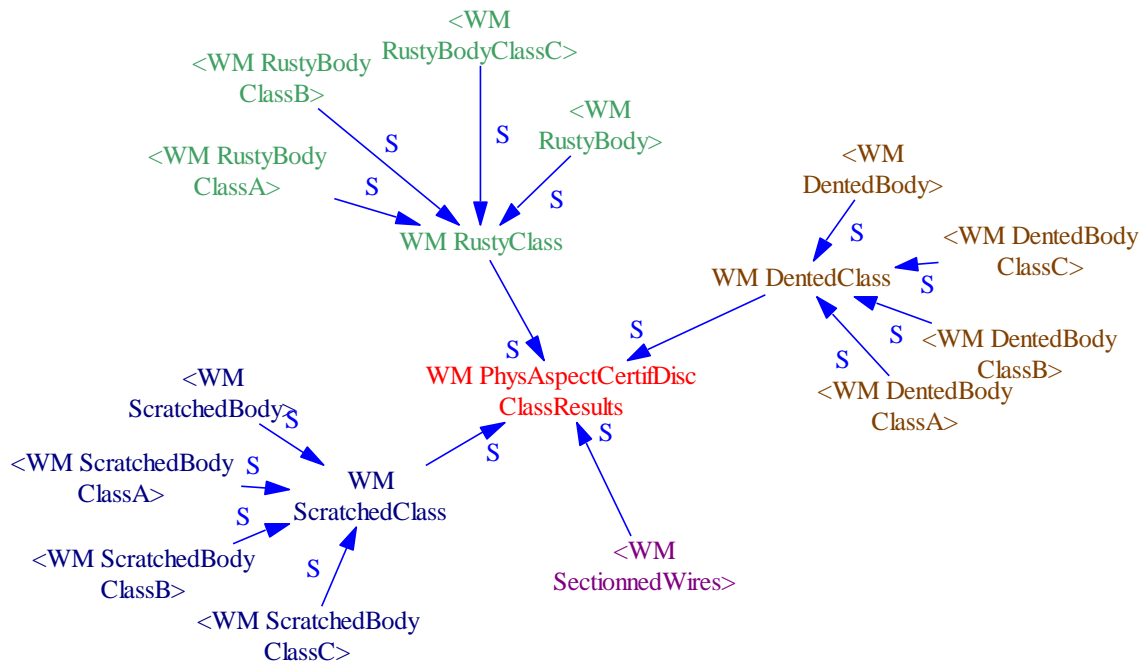 <WM
RustyBodyClassC>
<WM RustyBody
ClassB>
<WM
RustyBody>
<WM RustyBody
ClassA>
S
S
S
S
WM RustyClass
<WM
DentedBody>
S
<WM DentedBody
ClassC>
S
WM DentedClass
<WM DentedBody
ClassB>
S
<WM DentedBody
ClassA>
S
S
S
WM PhysAspectCertifDisc
ClassResults
<WM
ScratchedBody>
S
<WM ScratchedBody
ClassA>
S
WM
ScratchedClass
S
S
<WM ScratchedBody
ClassB>
S
<WM ScratchedBody
ClassC>
S
<WM
SectionnedWires>